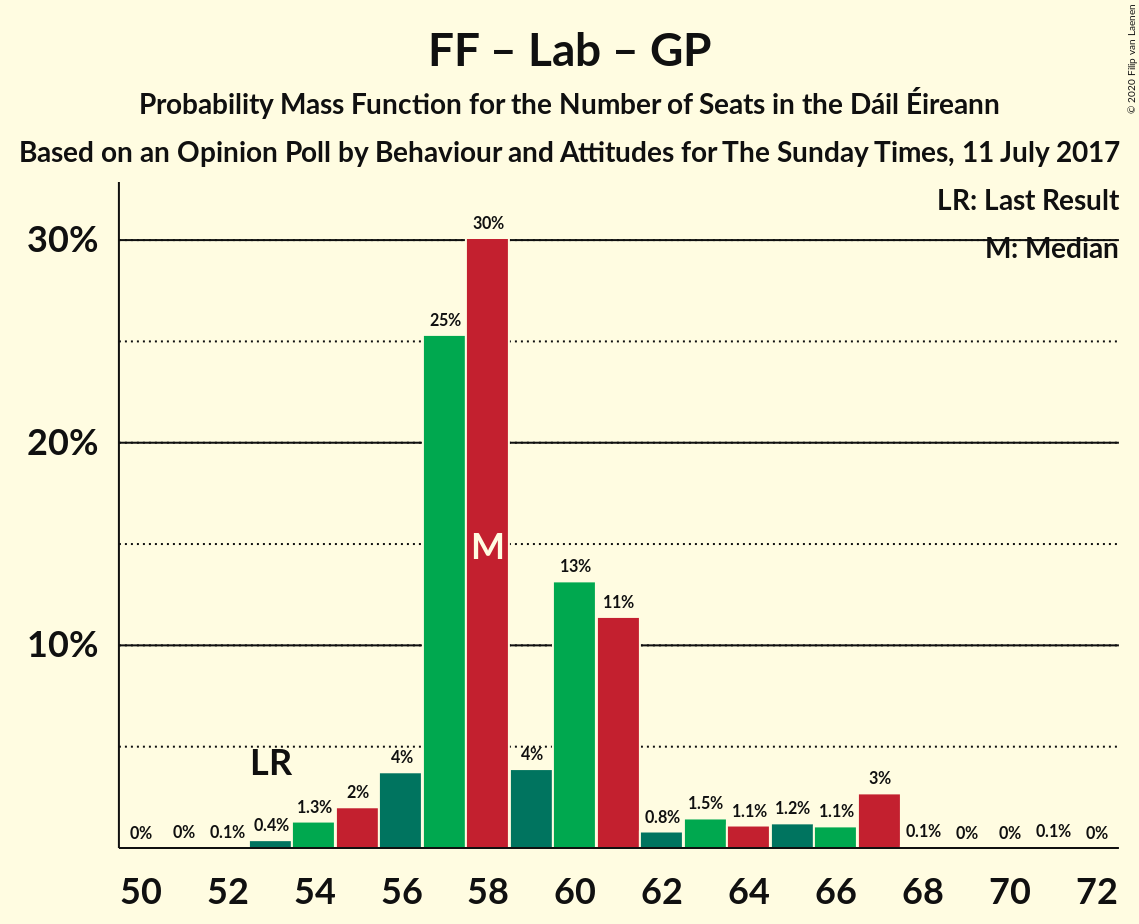 FF – Lab – GP
Probability Mass Function for the Number of Seats in the Dáil Éireann
Based on an Opinion Poll by Behaviour and Attitudes for The Sunday Times, 11 July 2017
© 2020 Filip van Laenen
LR: Last Result
M: Median
30%
20%
10%
0% 0% 0.1% 0.4% 1.3% 2% 4% 25% 30% 4% 13% 11% 0.8% 1.5% 1.1% 1.2% 1.1% 3% 0.1% 0% 0% 0.1% 0%
LR
M
50 52 54 56 58 60 62 64 66 68 70 72